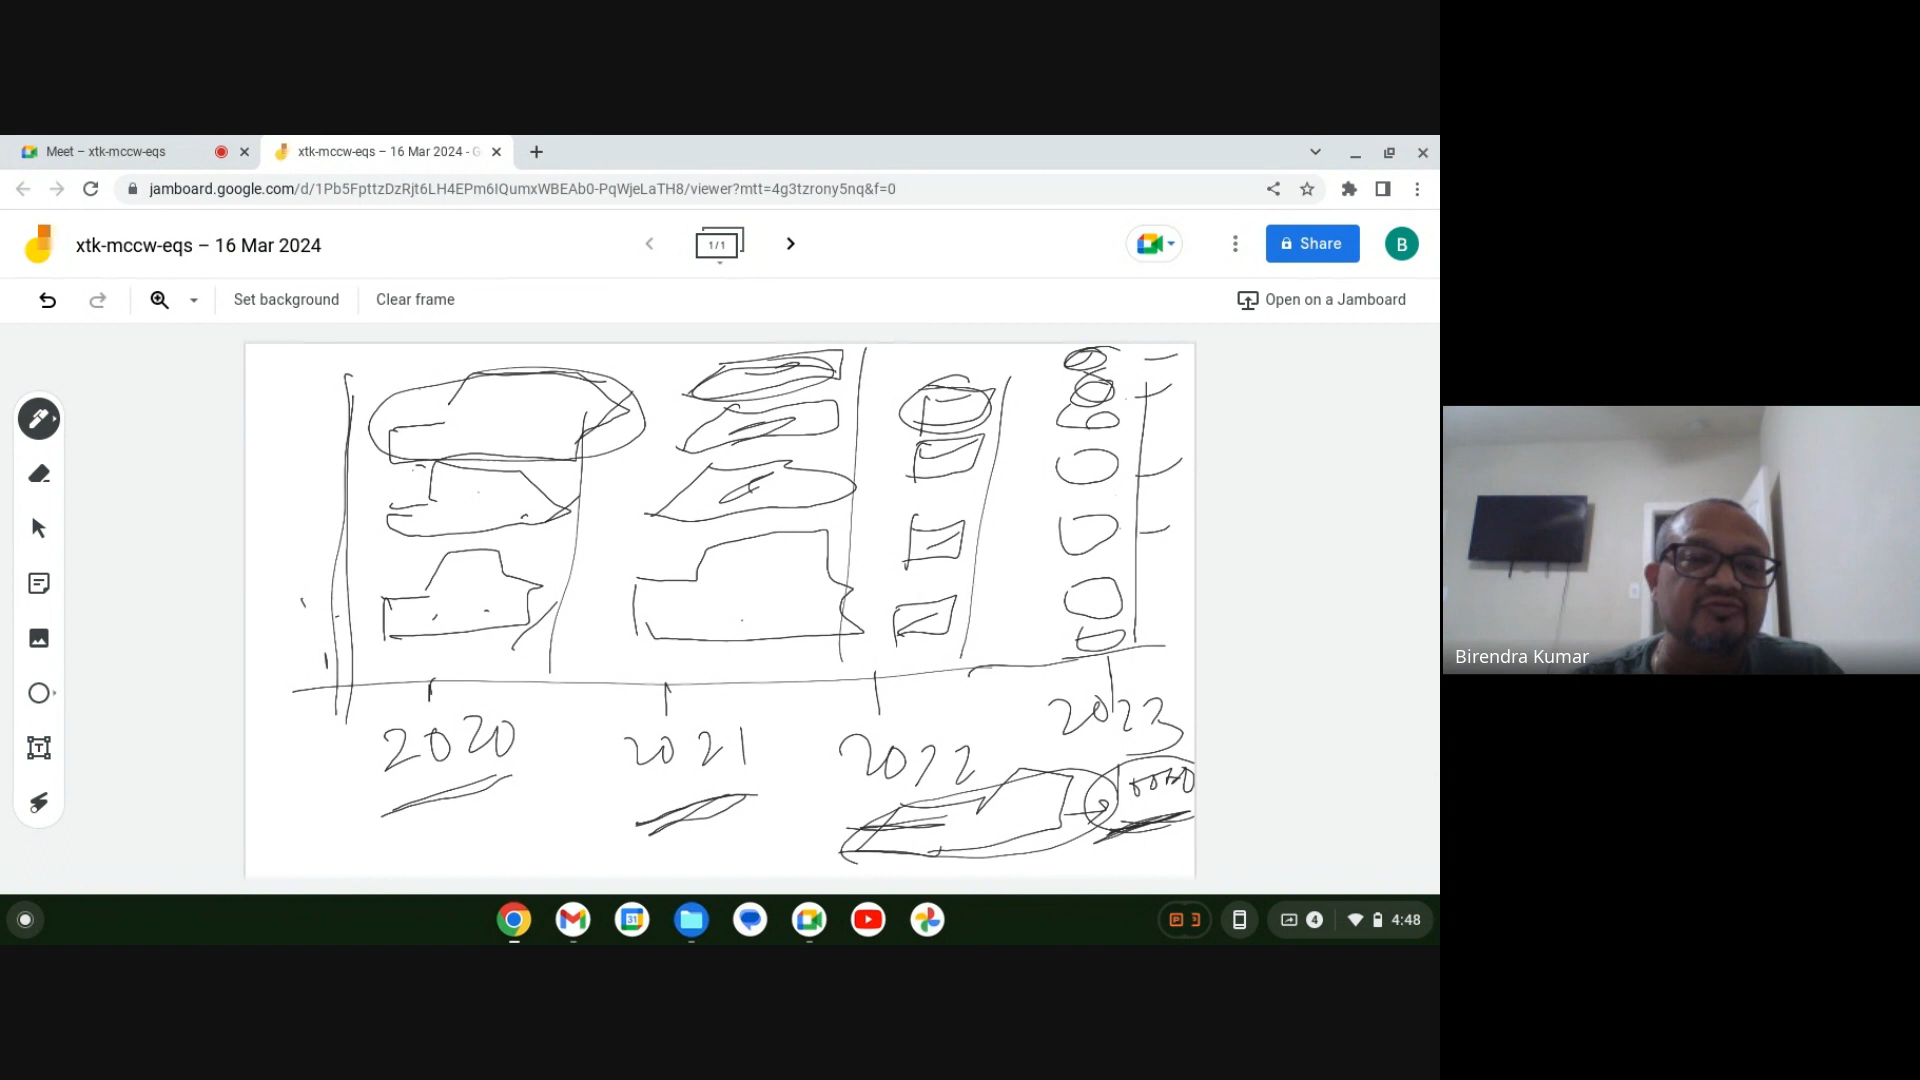 Meet – xtk-mccw-eqs
xtk-mccw-eqs – 16 Mar 2024 - G
jamboard.google.com/d/1Pb5FpttzDzRjt6LH4EPm6IQumxWBEAb0-PqWjeLaTH8/viewer?mtt=4g3tzrony5nq&f=0
xtk-mccw-eqs – 16 Mar 2024
1/1
Share
B
Set background
Clear frame
Open on a Jamboard
2020
2021
2022
2023
Birendra Kumar
31
4
4:48